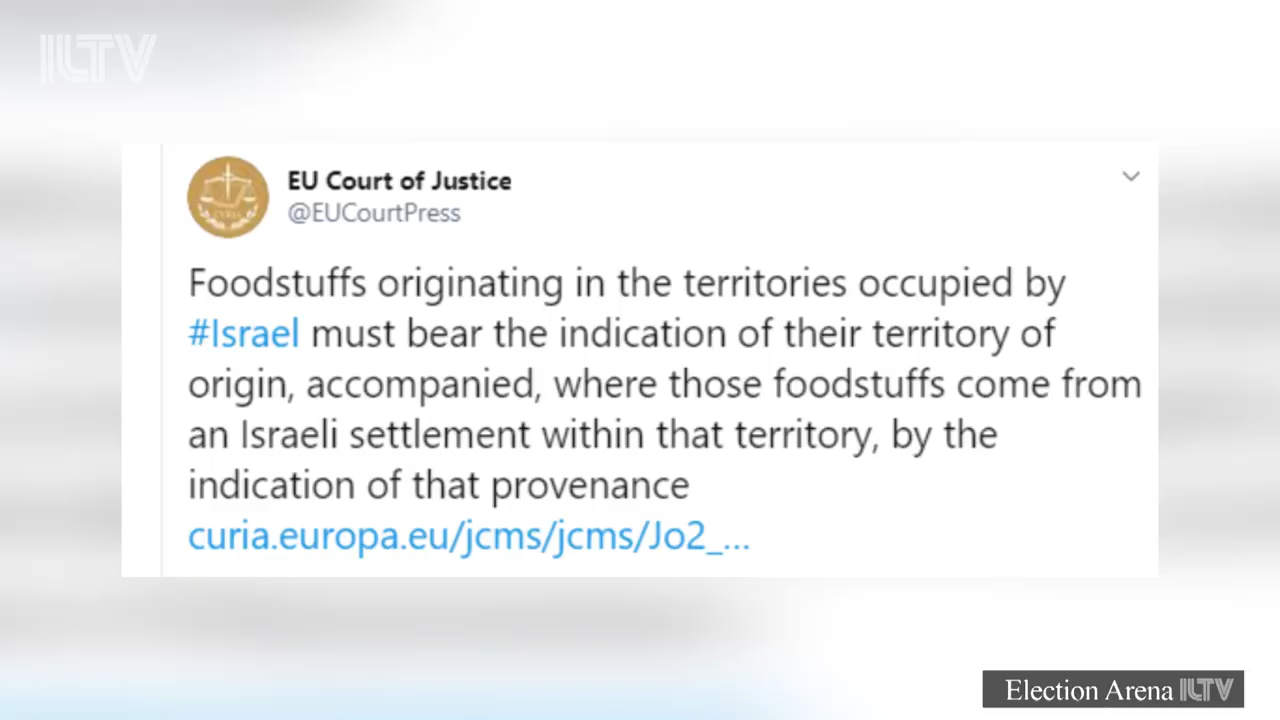 ILTV
EU Court of Justice
@EUCourtPress
Foodstuffs originating in the territories occupied by
#Israel must bear the indication of their territory of
origin, accompanied, where those foodstuffs come from
an Israeli settlement within that territory, by the
indication of that provenance
curia.europa.eu/jcms/jcms/Jo2_...
Election Arena ILTV